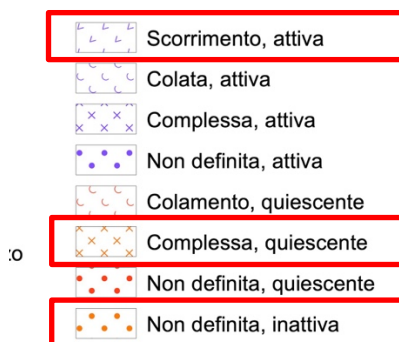 Scorrimento, attiva
Colata, attiva
Complessa, attiva
Non definita, attiva
Colamento, quiescente
Complessa, quiescente
to
Non definita, quiescente
Non definita, inattiva